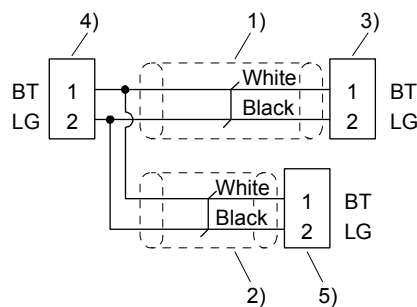 4) 1) 3)
BT 1 White 1 BT
LG 2 Black 2 LG
White 1 BT
Black 2 LG
2) 5)